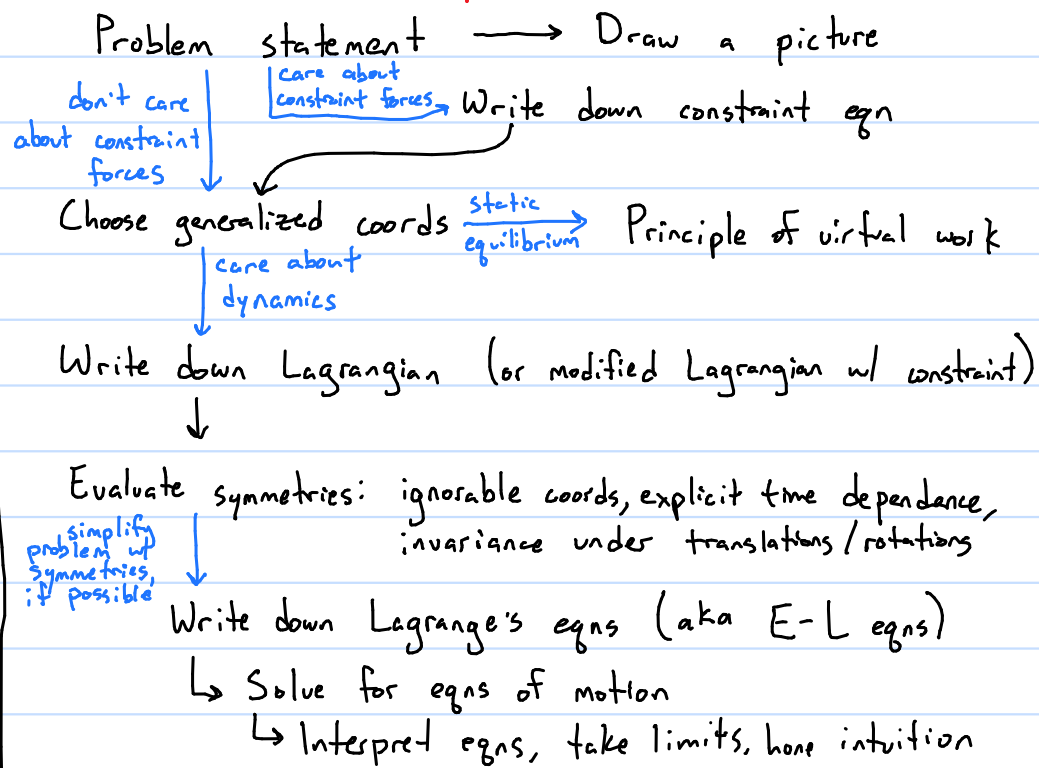 Problem statement → Draw a picture
care about
constraint forces
don't care
about constraint
forces
Write down constraint eqn
Choose generalized coords
static
equilibrium
Principle of virtual work
care about
dynamics
Write down Lagrangian (or modified Lagrangian w/ constraint)
Evaluate symmetries: ignorable coords, explicit time dependance,
invariance under translations/rotations
simplify
problem w/
symmetries,
if possible
Write down Lagrange's eqns (aka E-L eqns)
↳ Solve for eqns of motion
↳ Interpret eqns, take limits, hone intuition